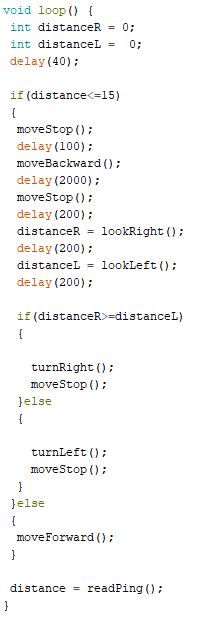 void loop() {
 int distanceR = 0;
 int distanceL =  0;
 delay(40);

 if(distance<=15)
 {
  moveStop();
  delay(100);
  moveBackward();
  delay(2000);
  moveStop();
  delay(200);
  distanceR = lookRight();
  delay(200);
  distanceL = lookLeft();
  delay(200);

  if(distanceR>=distanceL)
  {

    turnRight();
    moveStop();
  }else
  {

    turnLeft();
    moveStop();
  }
 }else
 {
  moveForward();
 }

 distance = readPing();
}